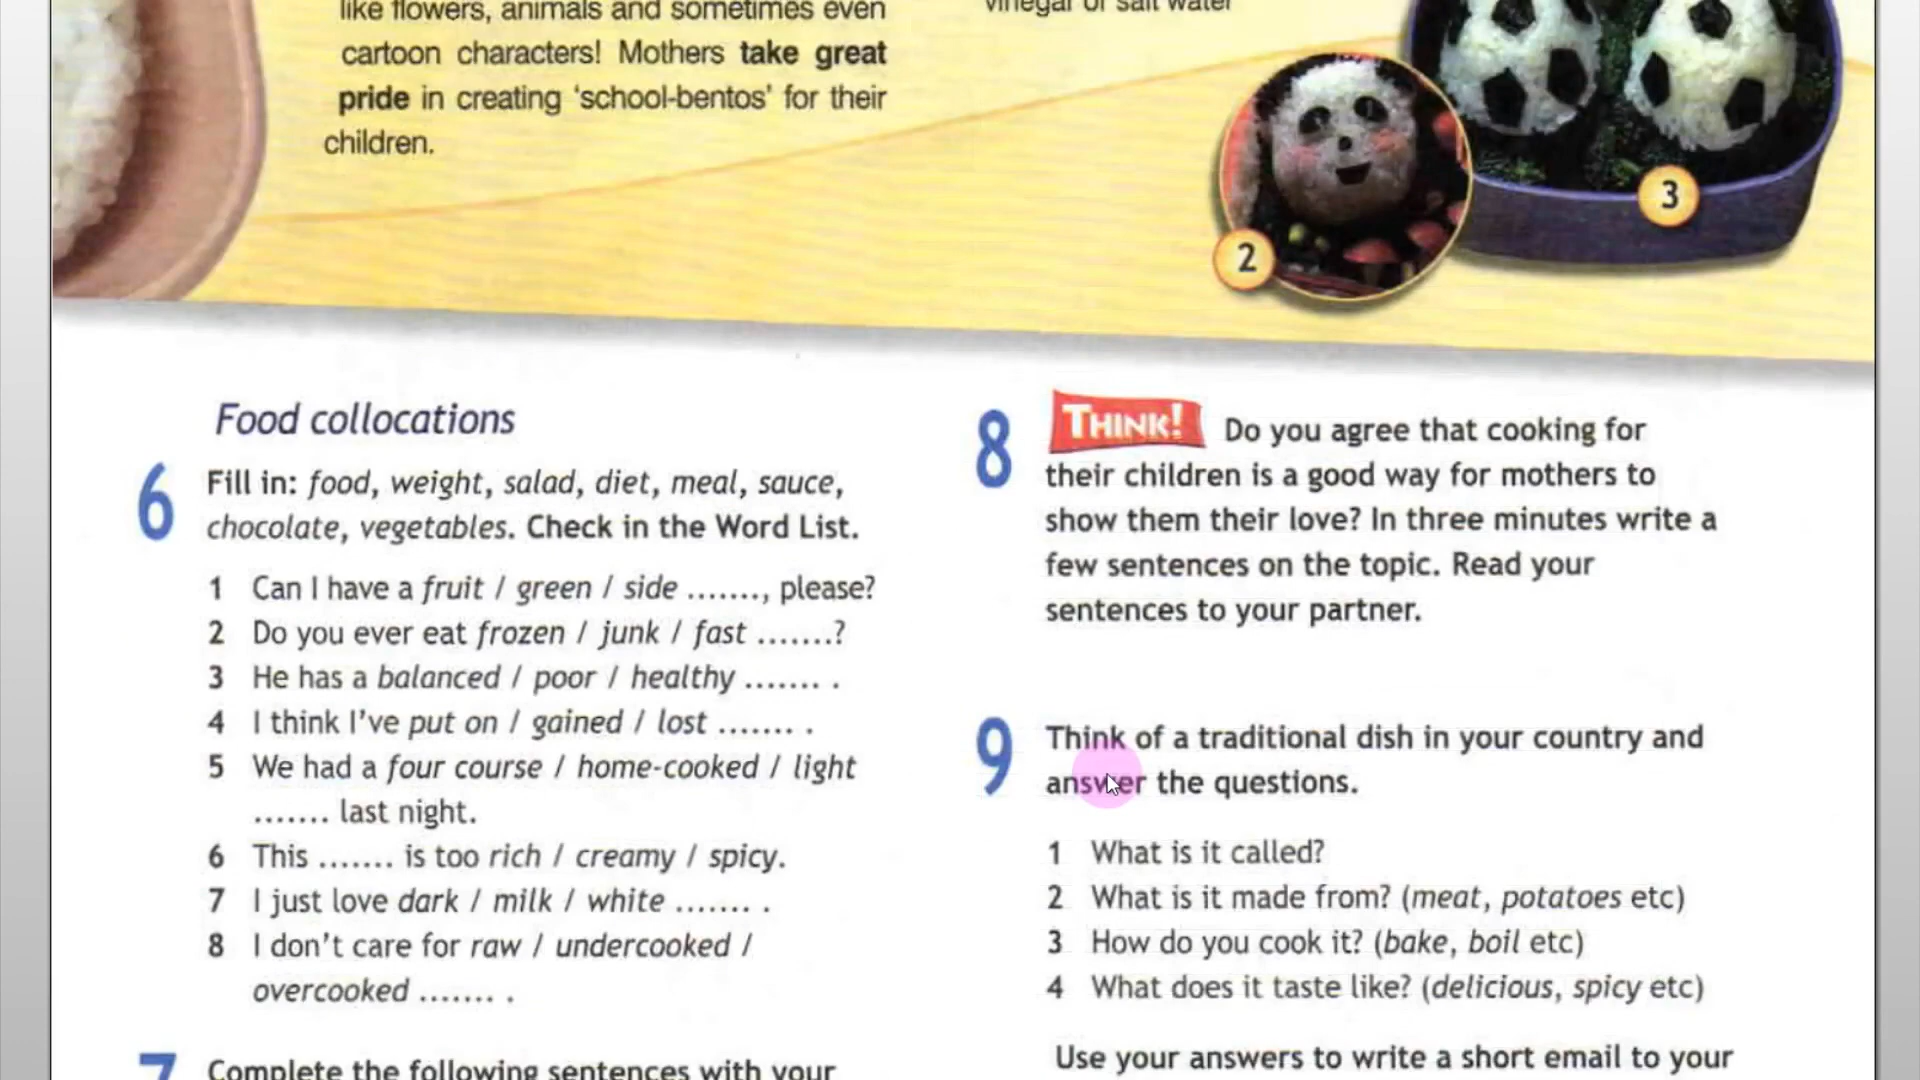 like flowers, animals and sometimes even
cartoon characters! Mothers take great
pride in creating ‘school-bentos’ for their
children.
vinegar or salt water
2
3
Food collocations
6 Fill in: food, weight, salad, diet, meal, sauce,
chocolate, vegetables. Check in the Word List.
1 Can I have a fruit / green / side ......., please?
2 Do you ever eat frozen / junk / fast .......?
3 He has a balanced / poor / healthy ....... .
4 I think I’ve put on / gained / lost ....... .
5 We had a four course / home-cooked / light
....... last night.
6 This ....... is too rich / creamy / spicy.
7 I just love dark / milk / white ....... .
8 I don’t care for raw / undercooked /
overcooked ....... .
7 Complete the following sentences with your
8 THINK! Do you agree that cooking for
their children is a good way for mothers to
show them their love? In three minutes write a
few sentences on the topic. Read your
sentences to your partner.
9 Think of a traditional dish in your country and
answer the questions.
1 What is it called?
2 What is it made from? (meat, potatoes etc)
3 How do you cook it? (bake, boil etc)
4 What does it taste like? (delicious, spicy etc)
Use your answers to write a short email to your